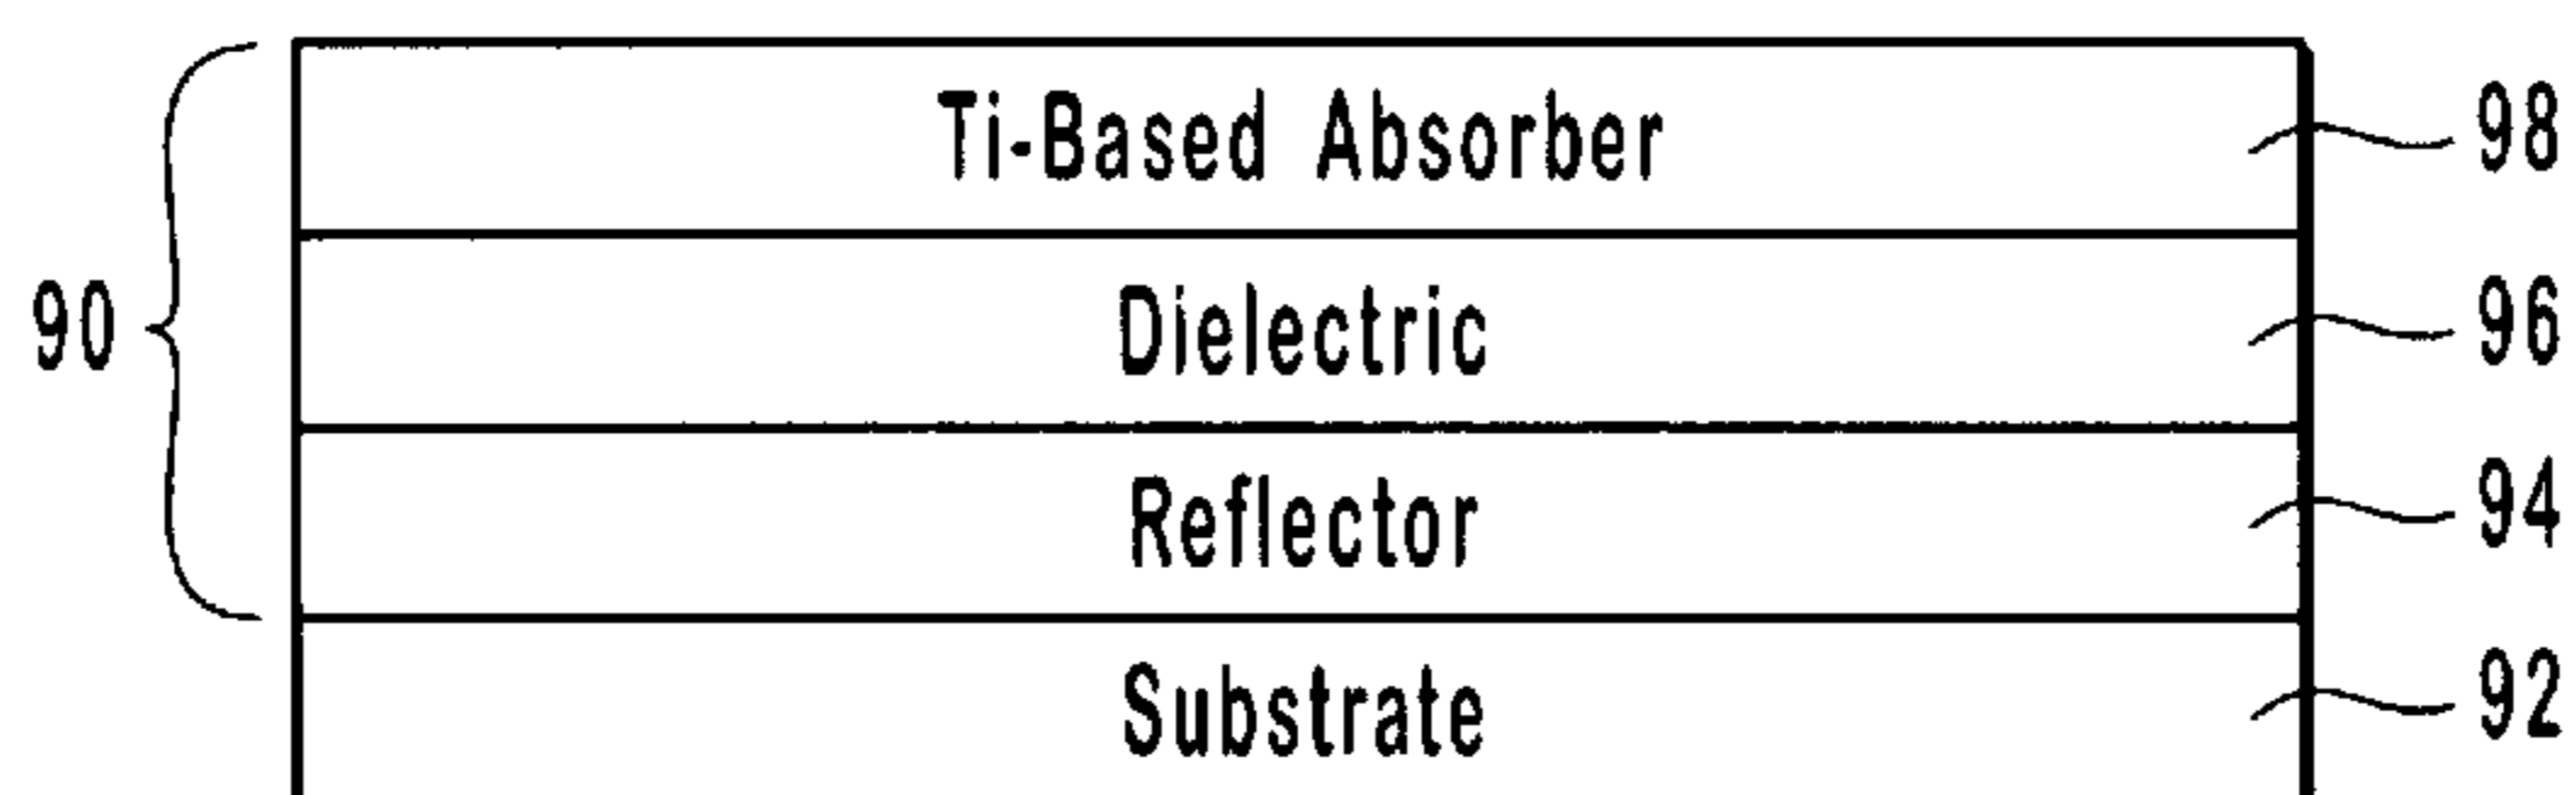 Ti-Based Absorber 98
Dielectric 96
90
Reflector 94
Substrate 92